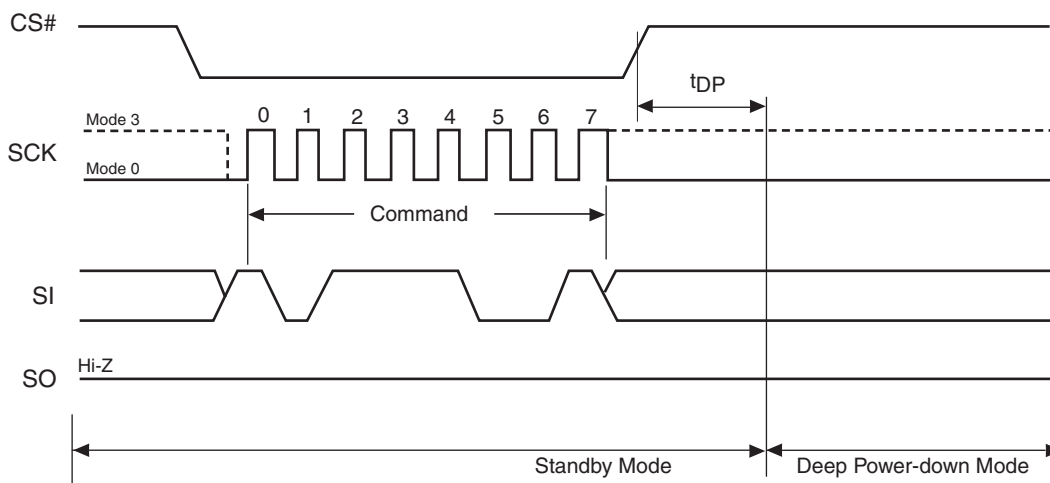 CS#
tDP
Mode 3
0 1 2 3 4 5 6 7
SCK
Mode 0
Command
SI
Hi-Z
SO
Standby Mode
Deep Power-down Mode